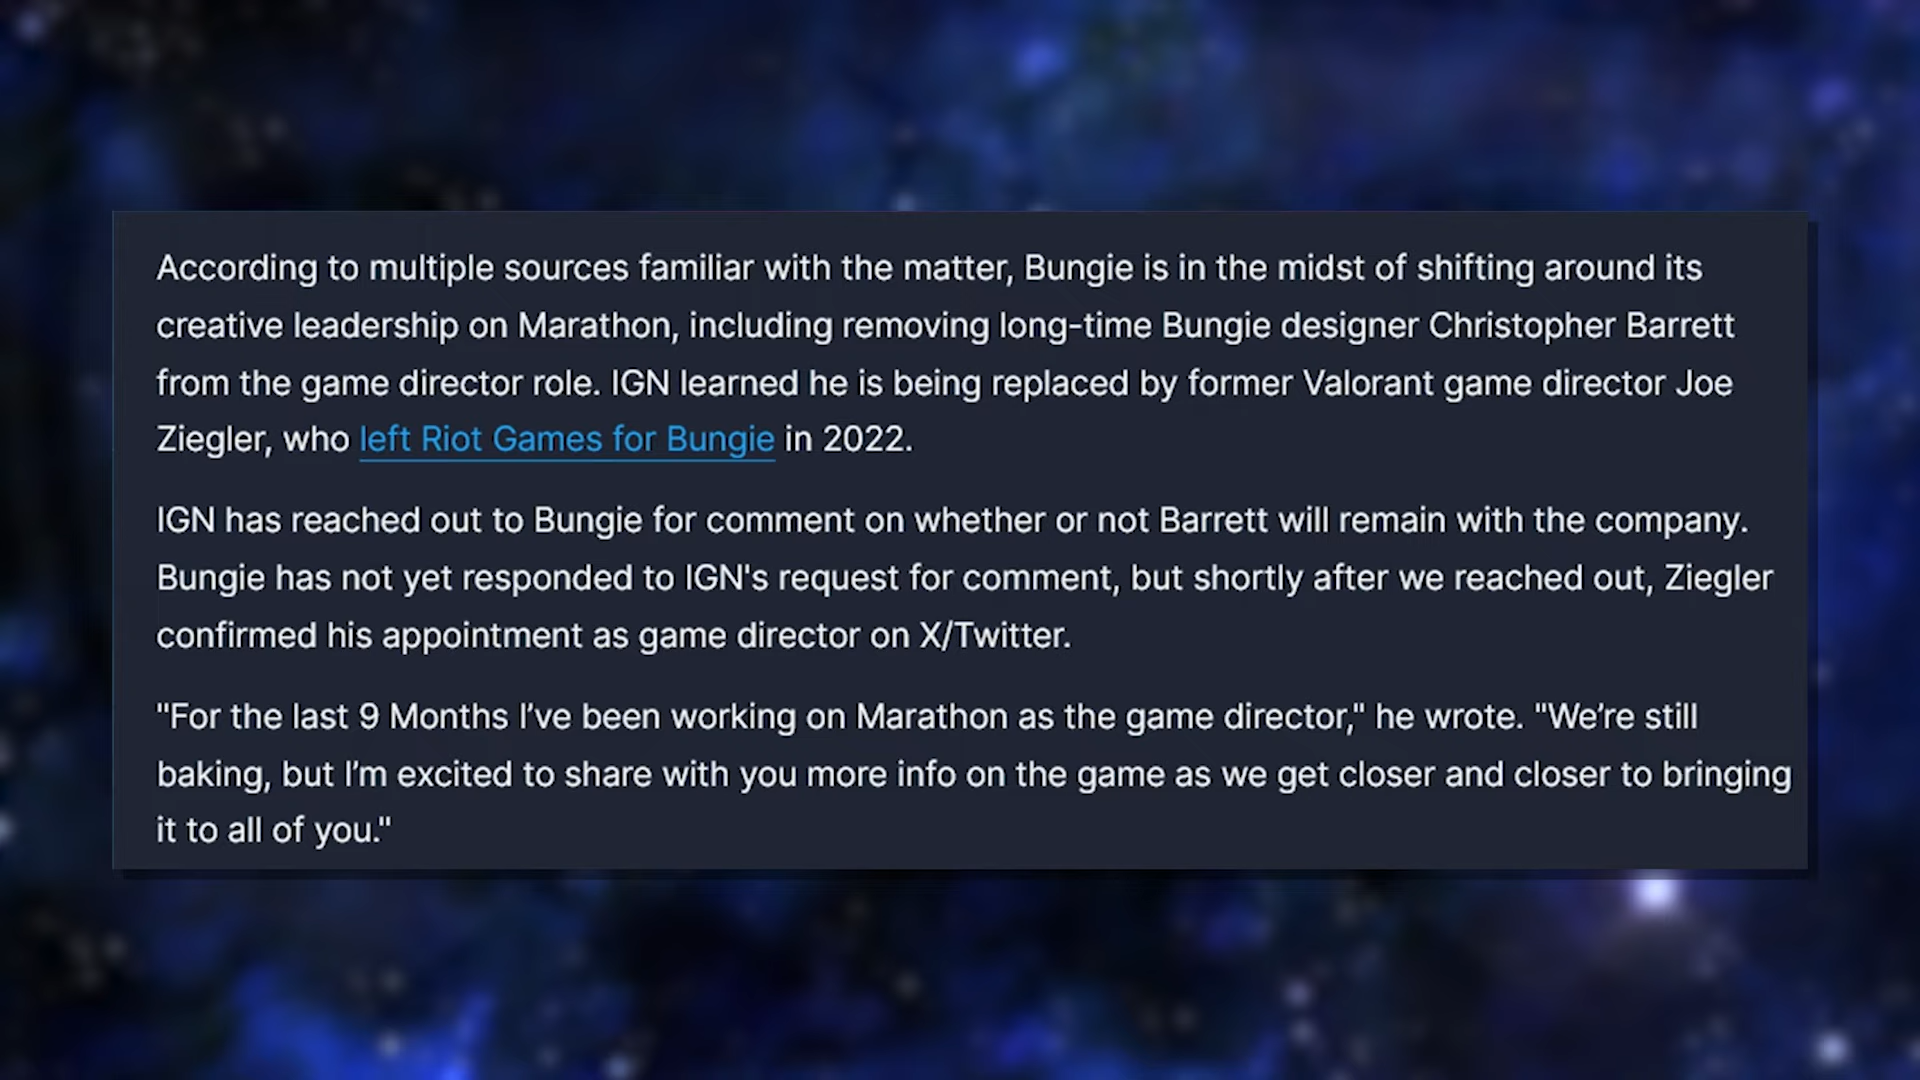 According to multiple sources familiar with the matter, Bungie is in the midst of shifting around its
creative leadership on Marathon, including removing long-time Bungie designer Christopher Barrett
from the game director role. IGN learned he is being replaced by former Valorant game director Joe
Ziegler, who left Riot Games for Bungie in 2022.
IGN has reached out to Bungie for comment on whether or not Barrett will remain with the company.
Bungie has not yet responded to IGN's request for comment, but shortly after we reached out, Ziegler
confirmed his appointment as game director on X/Twitter.
"For the last 9 Months I’ve been working on Marathon as the game director," he wrote. "We’re still
baking, but I’m excited to share with you more info on the game as we get closer and closer to bringing
it to all of you."